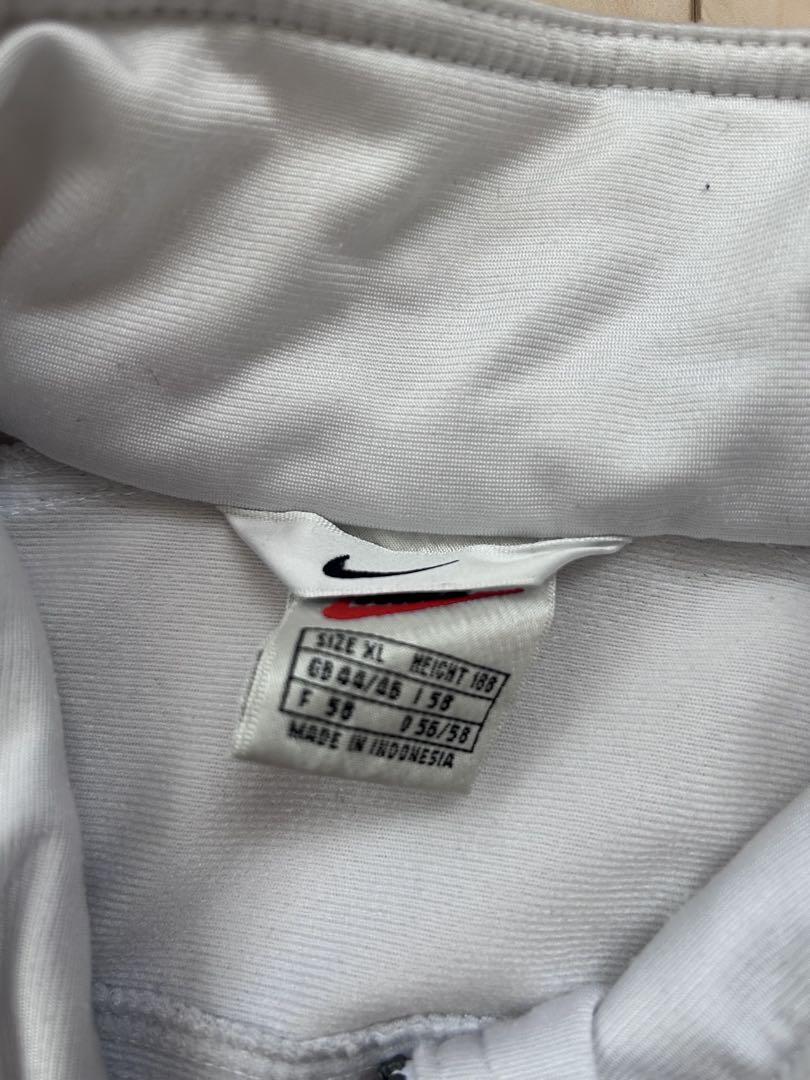 SIZE XL HEIGHT 188
GB 44/46 I 58
F 58 D 56/58
MADE IN INDONESIA